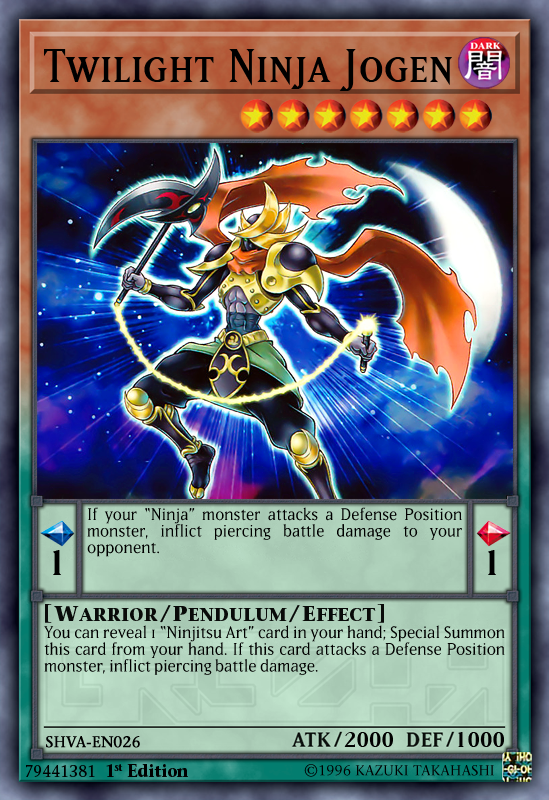 Twilight Ninja Jogen
DARK
闇
If your "Ninja" monster attacks a Defense Position
monster, inflict piercing battle damage to your
opponent.
1
1
[Warrior/Pendulum/Effect]
You can reveal 1 "Ninjitsu Art" card in your hand; Special Summon
this card from your hand. If this card attacks a Defense Position
monster, inflict piercing battle damage.
SHVA-EN026
ATK/2000 DEF/1000
79441381 1st Edition
©1996 KAZUKI TAKAHASHI